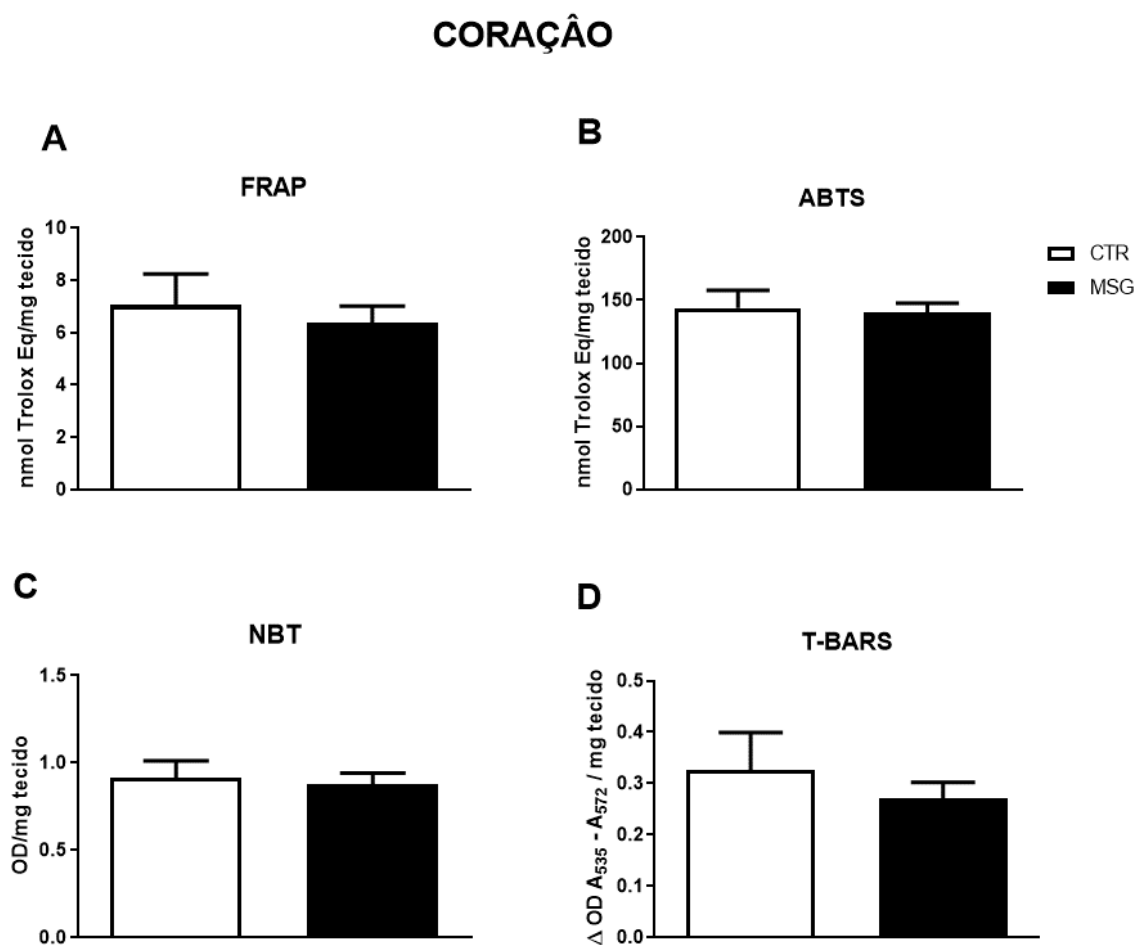 CORAÇÂO
A
FRAP
nmol Trolox Eq/mg tecido
10
8
6
4
2
0
B
ABTS
nmol Trolox Eq/mg tecido
200
150
100
50
0
CTR
MSG
C
NBT
OD/mg tecido
1.5
1.0
0.5
0.0
D
T-BARS
Δ OD A535 - A572 / mg tecido
0.5
0.4
0.3
0.2
0.1
0.0